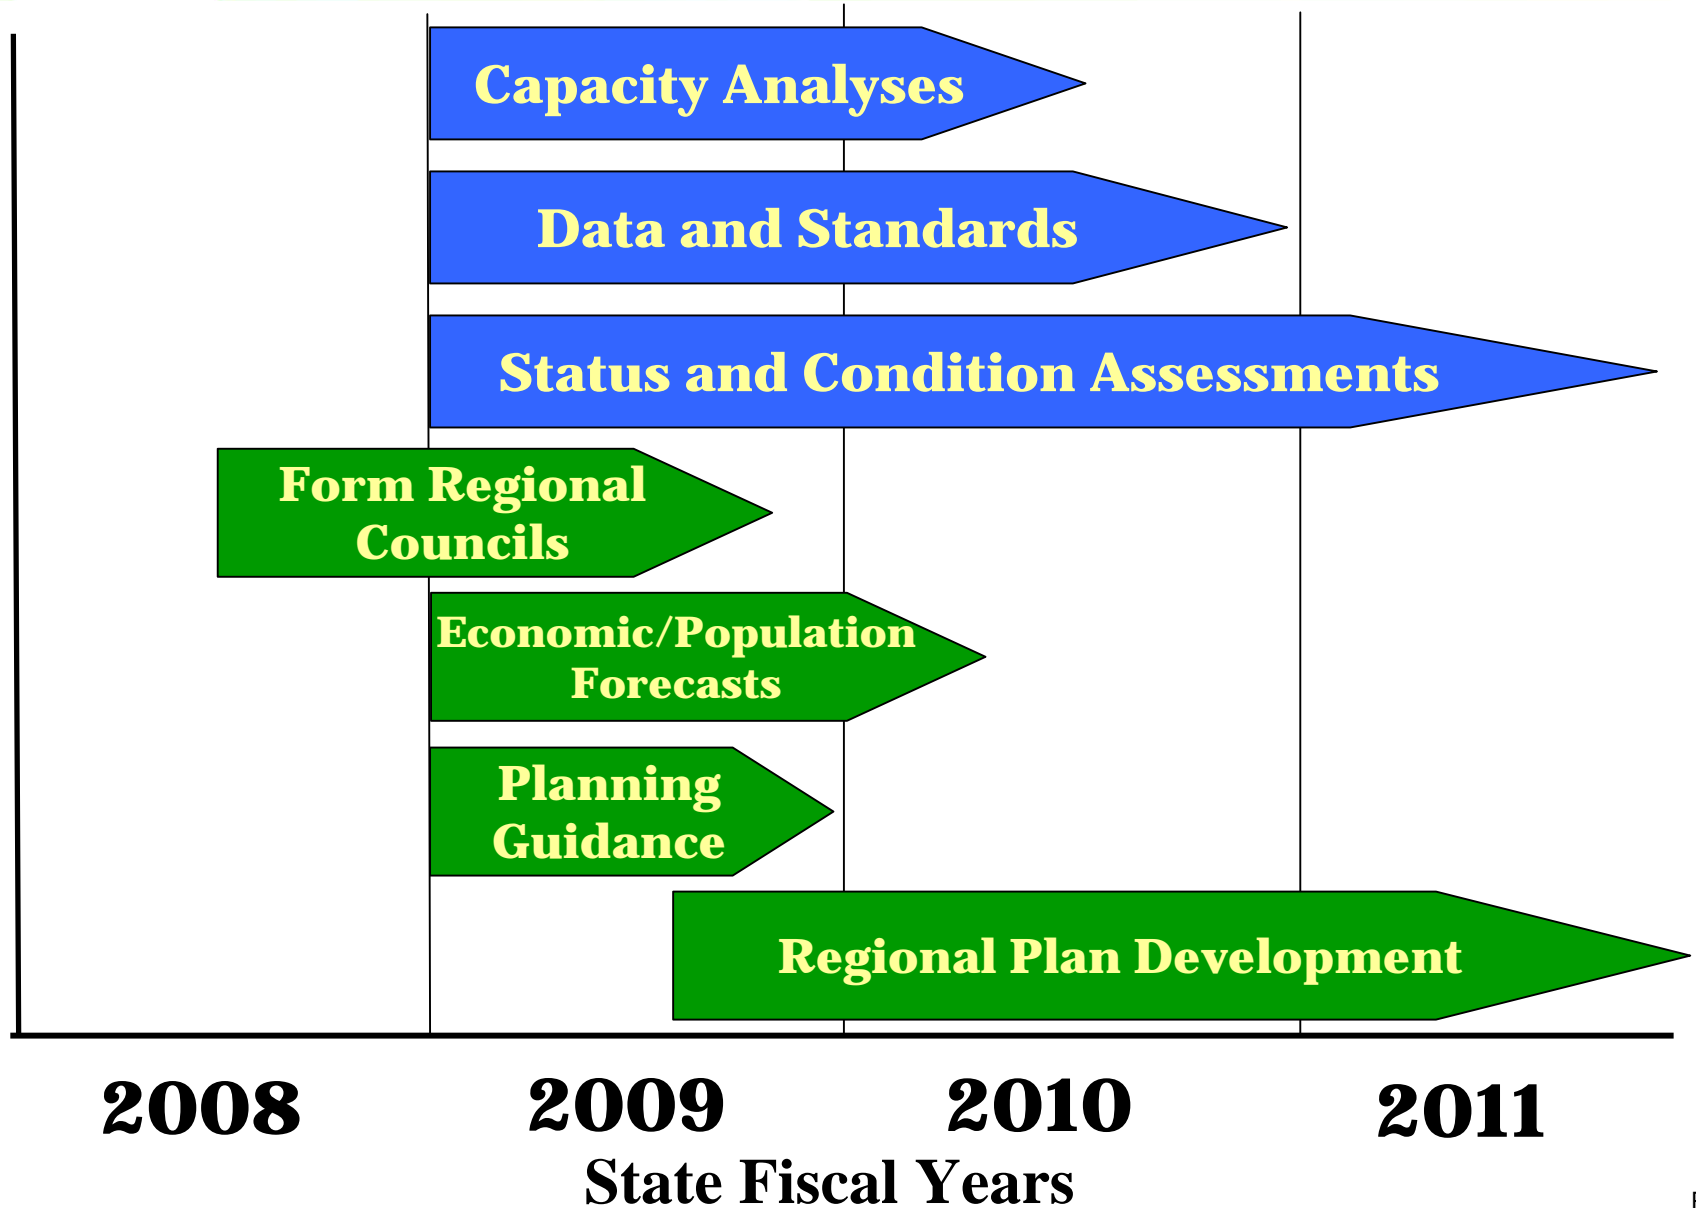 Capacity Analyses
Data and Standards
Status and Condition Assessments
Form Regional
Councils
Economic/Population
Forecasts
Planning
Guidance
Regional Plan Development
2008 2009 2010 2011
State Fiscal Years